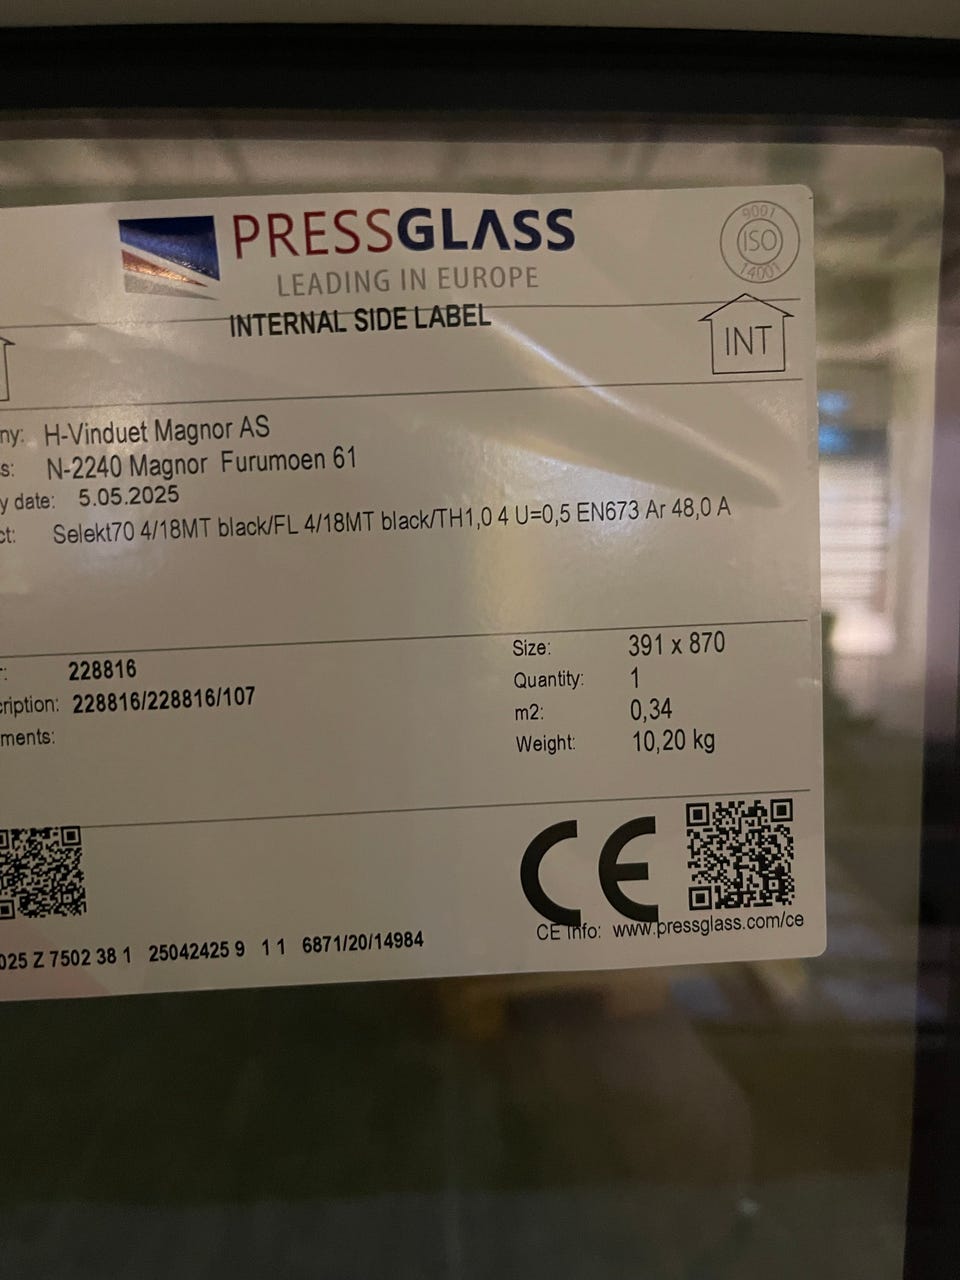 PRESSGLASS
LEADING IN EUROPE
9001
ISO
14001
INTERNAL SIDE LABEL
INT
ny: H-Vinduet Magnor AS
s: N-2240 Magnor Furumoen 61
y date: 5.05.2025
ct: Selekt70 4/18MT black/FL 4/18MT black/TH1,0 4 U=0,5 EN673 Ar 48,0 A
r: 228816
cription: 228816/228816/107
ments:
Size: 391 x 870
Quantity: 1
m2: 0,34
Weight: 10,20 kg
CE
CE Info: www.pressglass.com/ce
025 Z 7502 38 1 25042425 9 1 1 6871/20/14984